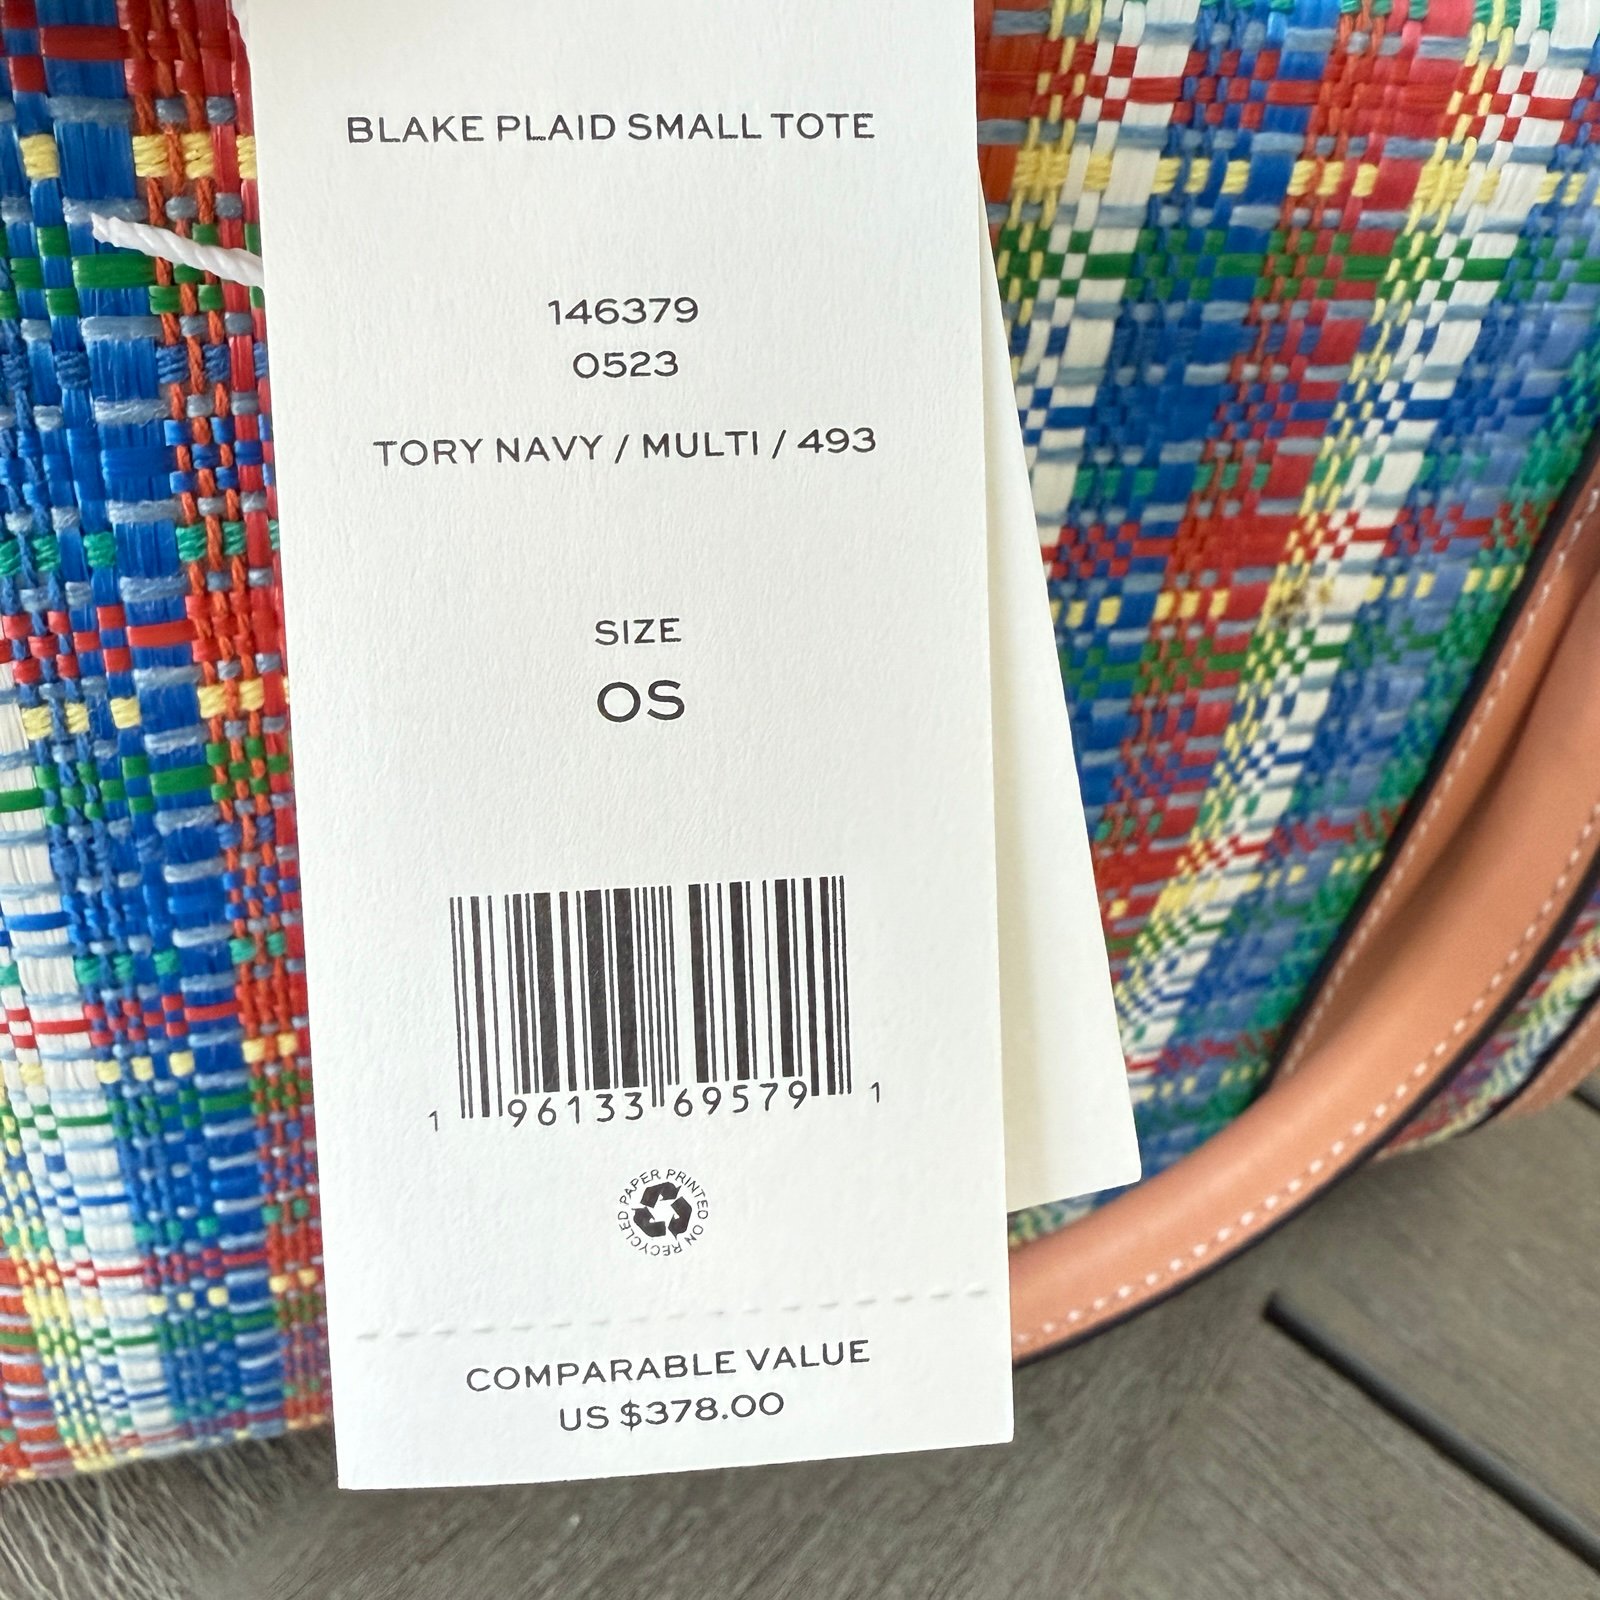 BLAKE PLAID SMALL TOTE
146379
0523
TORY NAVY / MULTI / 493
SIZE
OS
1 96133 69579 1
PAPER PRINTED ON RECYCLED
COMPARABLE VALUE
US $378.00